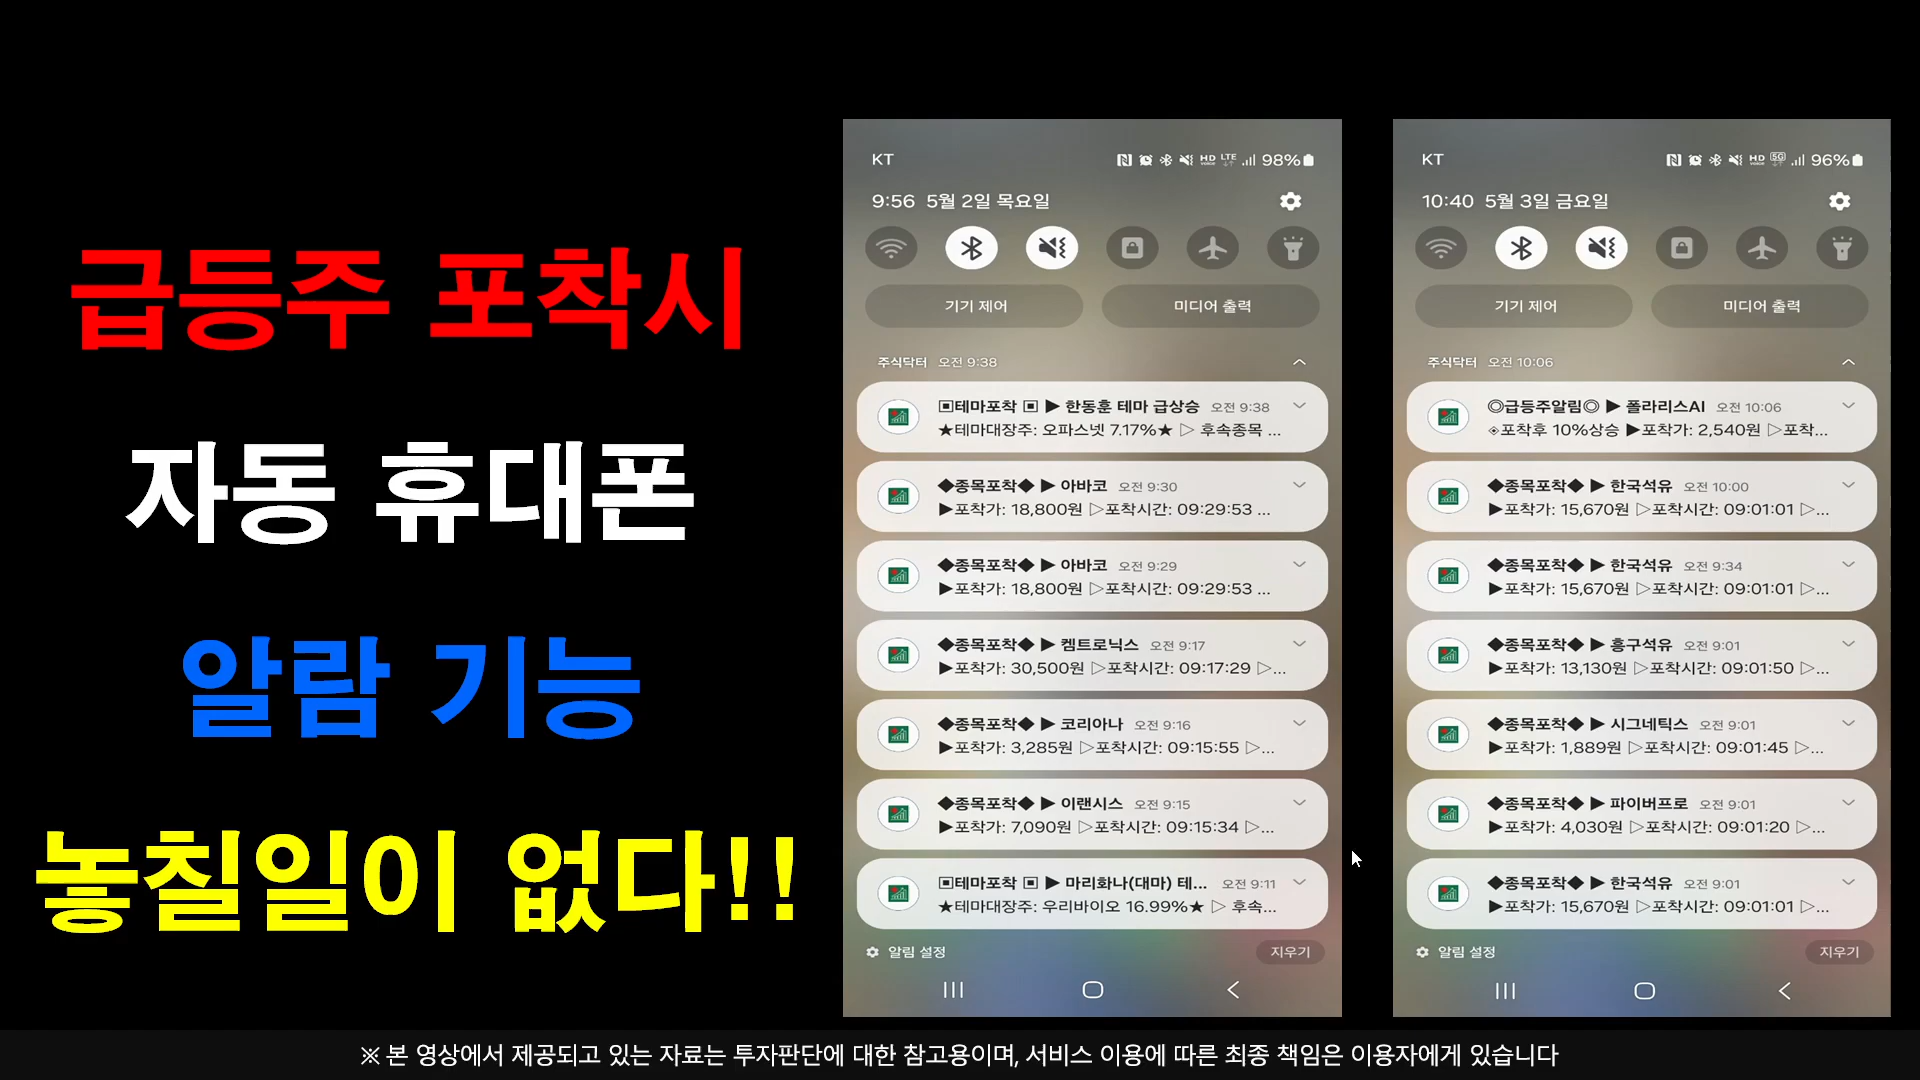 급등주 포착시
자동 휴대폰
알람 기능
놓칠일이 없다!!
KT
HD VOICE LTE 98%
9:56 5월 2일 목요일
기기 제어
미디어 출력
주식닥터 오전 9:38
▣테마포착 ▣ ▶ 한동훈 테마 급상승 오전 9:38
★테마대장주: 오파스넷 7.17%★ ▷ 후속종목 ...
◆종목포착◆ ▶ 아바코 오전 9:30
▶포착가: 18,800원 ▷포착시간: 09:29:53 ...
◆종목포착◆ ▶ 아바코 오전 9:29
▶포착가: 18,800원 ▷포착시간: 09:29:53 ...
◆종목포착◆ ▶ 켐트로닉스 오전 9:17
▶포착가: 30,500원 ▷포착시간: 09:17:29 ▷...
◆종목포착◆ ▶ 코리아나 오전 9:16
▶포착가: 3,285원 ▷포착시간: 09:15:55 ▷...
◆종목포착◆ ▶ 이랜시스 오전 9:15
▶포착가: 7,090원 ▷포착시간: 09:15:34 ▷...
▣테마포착 ▣ ▶ 마리화나(대마) 테... 오전 9:11
★테마대장주: 우리바이오 16.99%★ ▷ 후속...
알림 설정
지우기
KT
HD VOICE 5G 96%
10:40 5월 3일 금요일
기기 제어
미디어 출력
주식닥터 오전 10:06
◎급등주알림◎ ▶ 폴라리스AI 오전 10:06
◈포착후 10%상승 ▶포착가: 2,540원 ▷포착...
◆종목포착◆ ▶ 한국석유 오전 10:00
▶포착가: 15,670원 ▷포착시간: 09:01:01 ▷...
◆종목포착◆ ▶ 한국석유 오전 9:34
▶포착가: 15,670원 ▷포착시간: 09:01:01 ▷...
◆종목포착◆ ▶ 흥구석유 오전 9:01
▶포착가: 13,130원 ▷포착시간: 09:01:50 ▷...
◆종목포착◆ ▶ 시그네틱스 오전 9:01
▶포착가: 1,889원 ▷포착시간: 09:01:45 ▷...
◆종목포착◆ ▶ 파이버프로 오전 9:01
▶포착가: 4,030원 ▷포착시간: 09:01:20 ▷...
◆종목포착◆ ▶ 한국석유 오전 9:01
▶포착가: 15,670원 ▷포착시간: 09:01:01 ▷...
알림 설정
지우기
※ 본 영상에서 제공되고 있는 자료는 투자판단에 대한 참고용이며, 서비스 이용에 따른 최종 책임은 이용자에게 있습니다